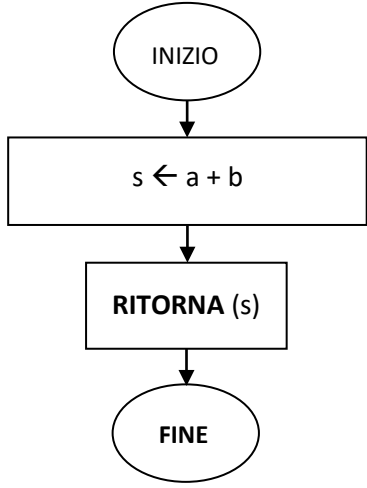 INIZIO
s ← a + b
RITORNA (s)
FINE